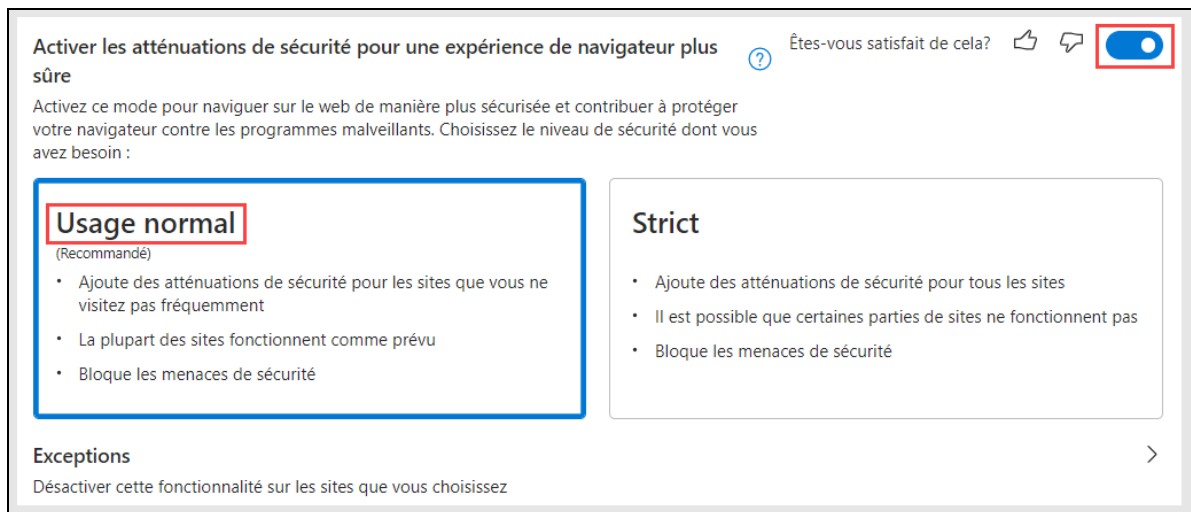 Activer les atténuations de sécurité pour une expérience de navigateur plus
sûre
Êtes-vous satisfait de cela?
Activez ce mode pour naviguer sur le web de manière plus sécurisée et contribuer à protéger
votre navigateur contre les programmes malveillants. Choisissez le niveau de sécurité dont vous
avez besoin :
Usage normal
(Recommandé)
• Ajoute des atténuations de sécurité pour les sites que vous ne
visitez pas fréquemment
• La plupart des sites fonctionnent comme prévu
• Bloque les menaces de sécurité
Strict
• Ajoute des atténuations de sécurité pour tous les sites
• Il est possible que certaines parties de sites ne fonctionnent pas
• Bloque les menaces de sécurité
Exceptions
Désactiver cette fonctionnalité sur les sites que vous choisissez